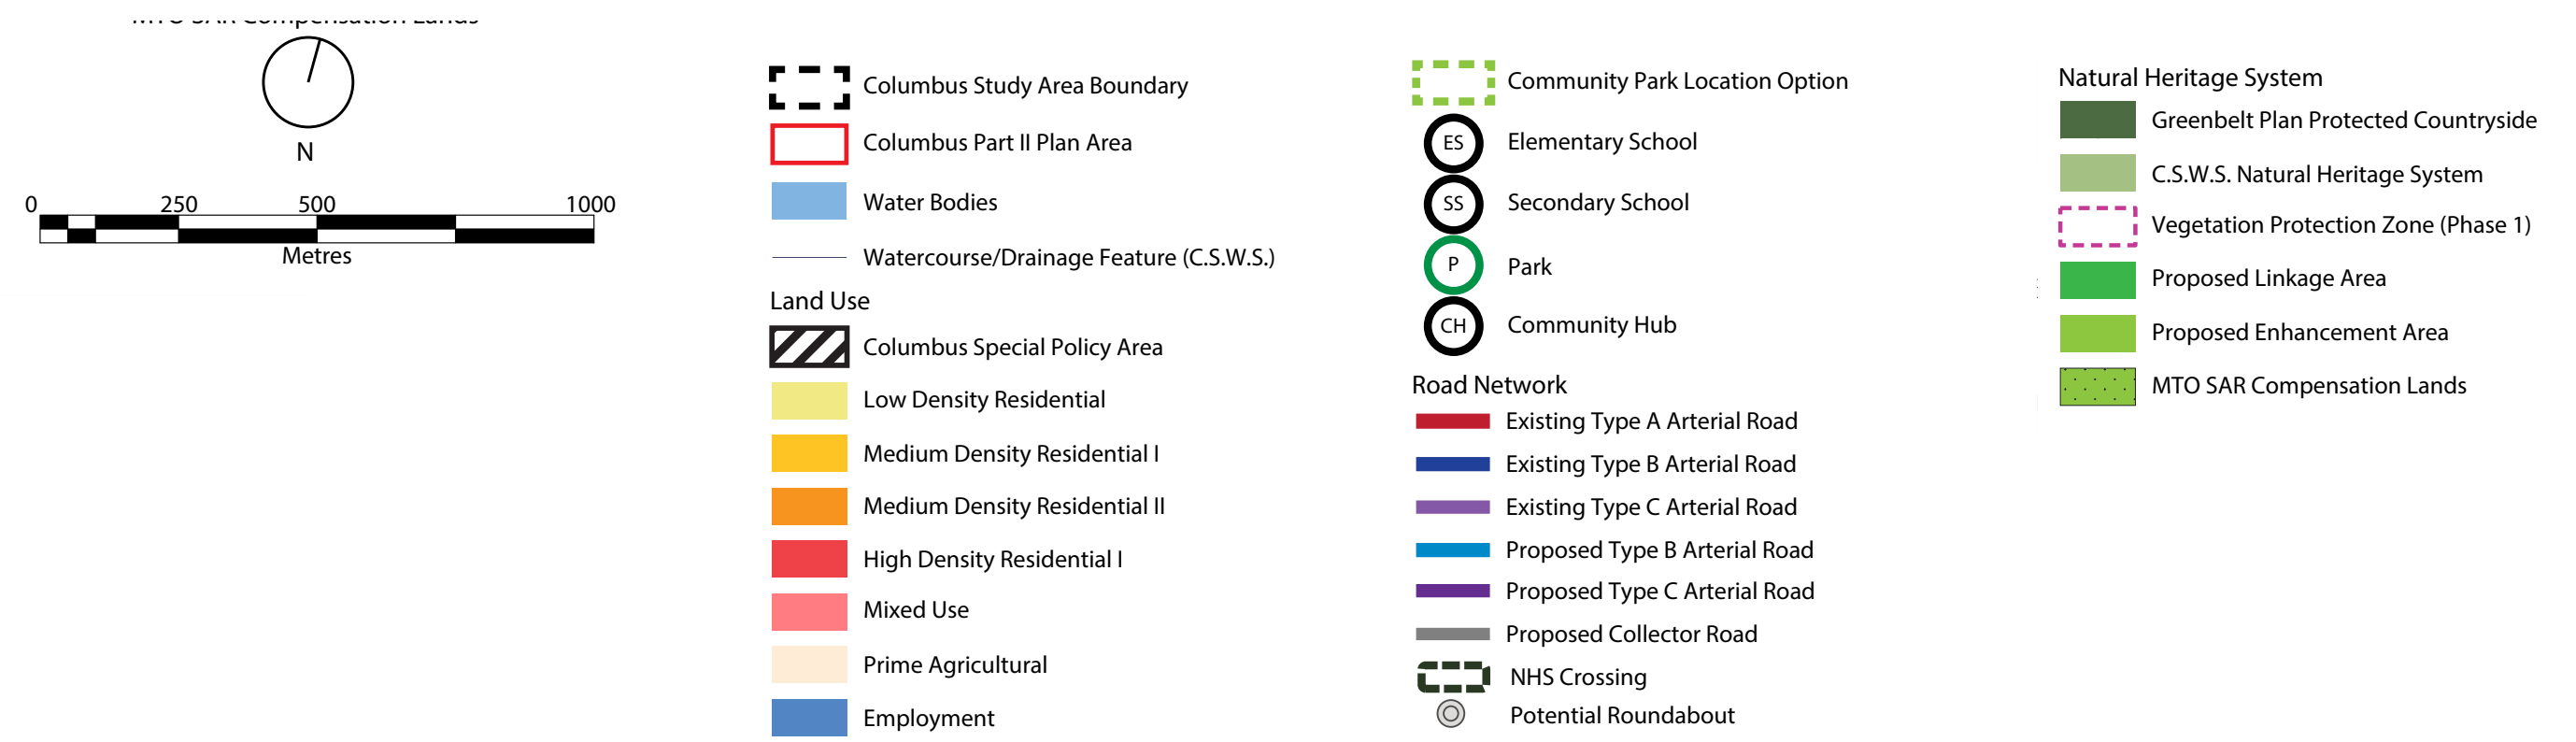 MTO SAR Compensation Lands
N
0 250 500 1000
Metres
Columbus Study Area Boundary
Columbus Part II Plan Area
Water Bodies
Watercourse/Drainage Feature (C.S.W.S.)
Land Use
Columbus Special Policy Area
Low Density Residential
Medium Density Residential I
Medium Density Residential II
High Density Residential I
Mixed Use
Prime Agricultural
Employment
Community Park Location Option
ES Elementary School
SS Secondary School
P Park
CH Community Hub
Road Network
Existing Type A Arterial Road
Existing Type B Arterial Road
Existing Type C Arterial Road
Proposed Type B Arterial Road
Proposed Type C Arterial Road
Proposed Collector Road
NHS Crossing
Potential Roundabout
Natural Heritage System
Greenbelt Plan Protected Countryside
C.S.W.S. Natural Heritage System
Vegetation Protection Zone (Phase 1)
Proposed Linkage Area
Proposed Enhancement Area
MTO SAR Compensation Lands